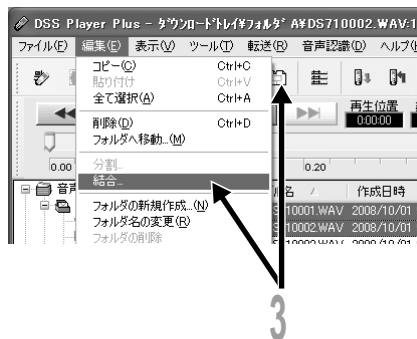 DSS Player Plus - ダウンロードトレイ¥フォルダ A¥DS710002.WAV:1
ファイル(F) 編集(E) 表示(V) ツール(T) 転送(R) 音声認識(D) ヘルプ(
コピー(C) Ctrl+C
貼り付け Ctrl+V
全て選択(A) Ctrl+A
削除(D) Ctrl+D
フォルダへ移動...(M)
分割...
結合...
フォルダの新規作成...(N)
フォルダ名の変更(R)
フォルダの削除
再生位置
0:00:00
0.00
0.20
音声
作成日時
10001.WAV 2008/10/01
10002.WAV 2008/10/01
3